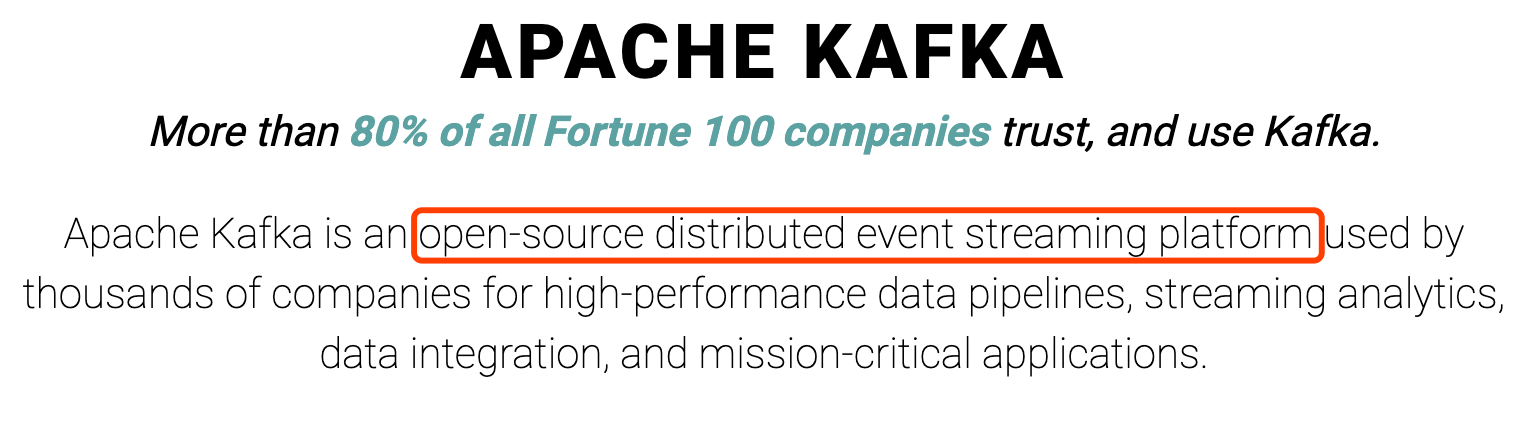 APACHE KAFKA
More than 80% of all Fortune 100 companies trust, and use Kafka.
Apache Kafka is an open-source distributed event streaming platform used by
thousands of companies for high-performance data pipelines, streaming analytics,
data integration, and mission-critical applications.